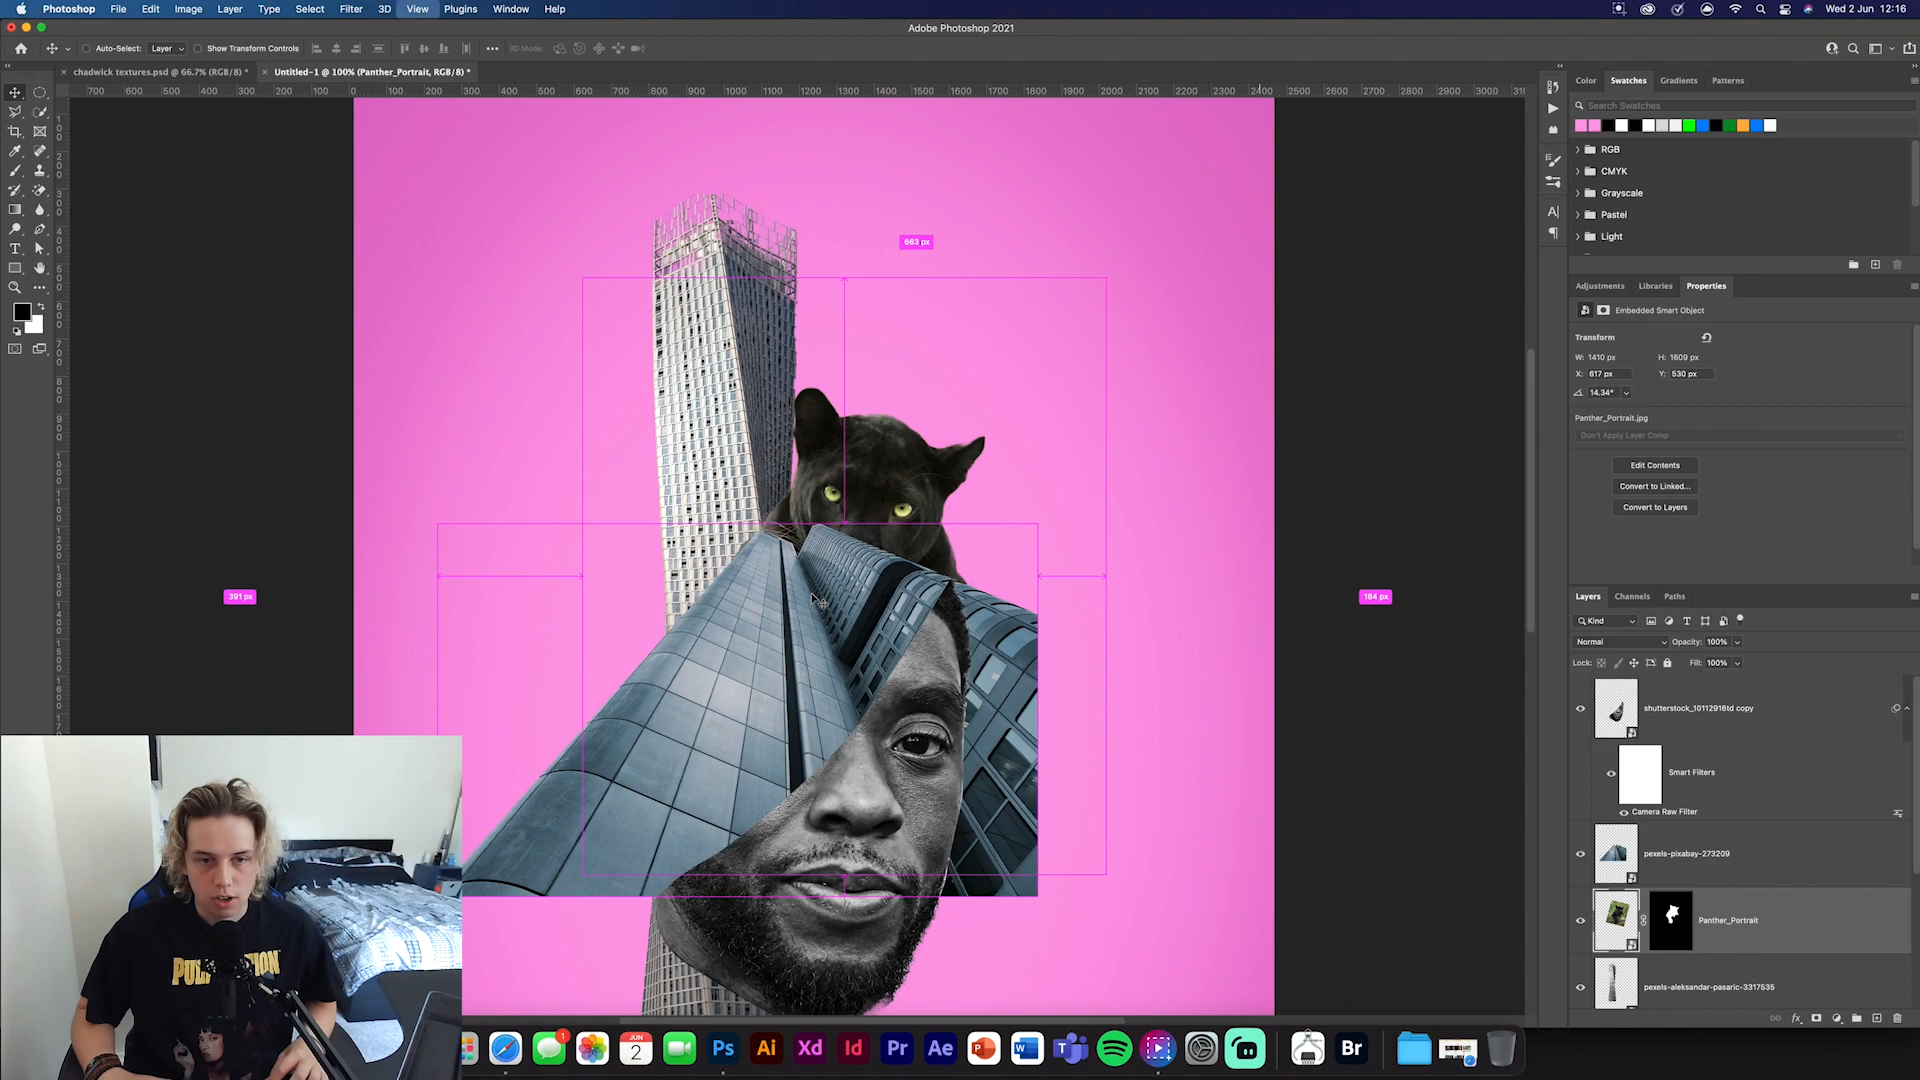 Photoshop File Edit Image Layer Type Select Filter 3D View Plugins Window Help Wed 2 Jun 12:16
Adobe Photoshop 2021
Auto-Select: Layer Show Transform Controls 3D Mode:
chadwick textures.psd @ 66.7% (RGB/8) * Untitled-1 @ 100% (Panther_Portrait, RGB/8) *
700 600 500 400 300 200 100 0 100 200 300 400 500 600 700 800 900 1000 1100 1200 1300 1400 1500 1600 1700 1800 1900 2000 2100 2200 2300 2400 2500 2600 2700 2800 2900 3000
Color Swatches Gradients Patterns
Search Swatches
RGB
CMYK
Grayscale
Pastel
Light
663 px
391 px
184 px
Adjustments Libraries Properties
Embedded Smart Object
Transform
W: 1410 px H: 1609 px
X: 617 px Y: 530 px
14.34°
Panther_Portrait.jpg
Don't Apply Layer Comp
Edit Contents
Convert to Linked...
Convert to Layers
Layers Channels Paths
Kind
Normal Opacity: 100%
Lock: Fill: 100%
shutterstock_10112916td copy
Smart Filters
Camera Raw Filter
pexels-pixabay-273209
Panther_Portrait
pexels-aleksandar-pasaric-3317535
fx
JUN
2
1
Ps Ai Xd Id Pr Ae P W T Br